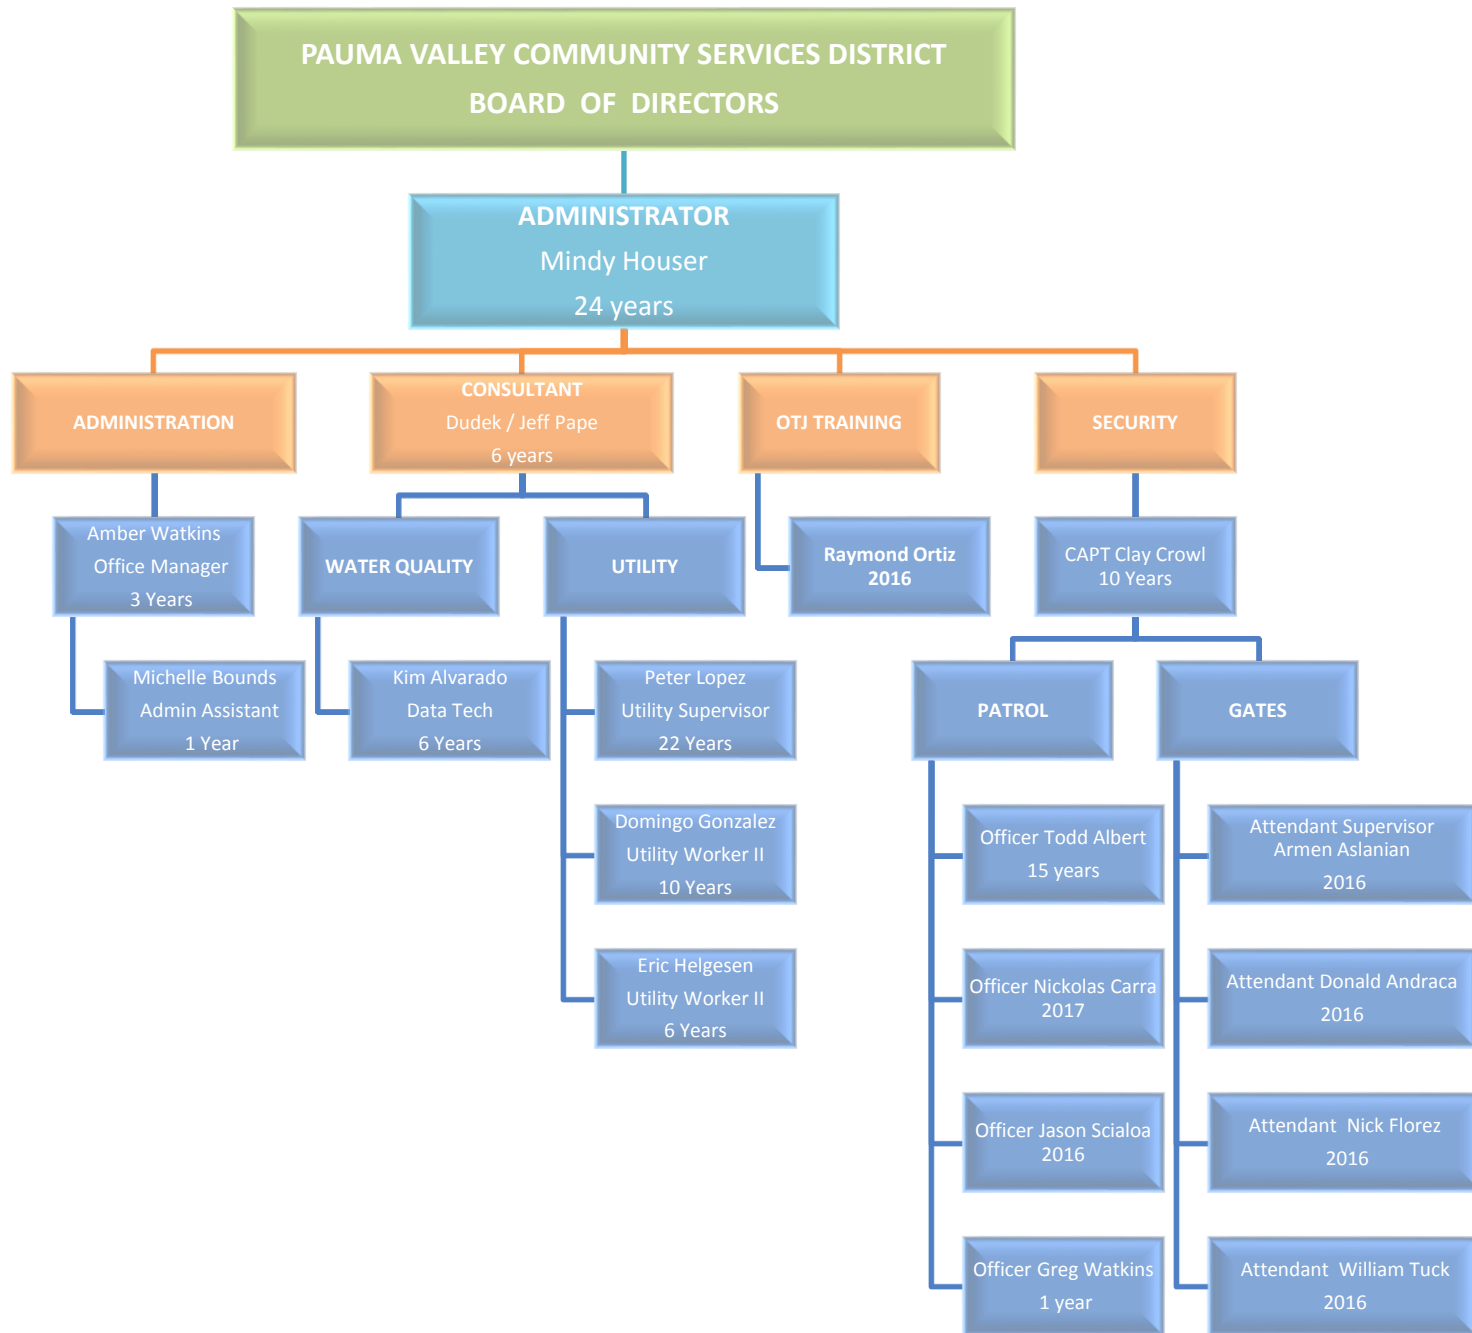 PAUMA VALLEY COMMUNITY SERVICES DISTRICT
BOARD OF DIRECTORS
ADMINISTRATOR
Mindy Houser
24 years
ADMINISTRATION
Amber Watkins
Office Manager
3 Years
Michelle Bounds
Admin Assistant
1 Year
CONSULTANT
Dudek / Jeff Pape
6 years
WATER QUALITY
Kim Alvarado
Data Tech
6 Years
UTILITY
Peter Lopez
Utility Supervisor
22 Years
Domingo Gonzalez
Utility Worker II
10 Years
Eric Helgesen
Utility Worker II
6 Years
OTJ TRAINING
Raymond Ortiz
2016
SECURITY
CAPT Clay Crowl
10 Years
PATROL
Officer Todd Albert
15 years
Officer Nickolas Carra
2017
Officer Jason Scialoa
2016
Officer Greg Watkins
1 year
GATES
Attendant Supervisor
Armen Aslanian
2016
Attendant Donald Andraca
2016
Attendant Nick Florez
2016
Attendant William Tuck
2016